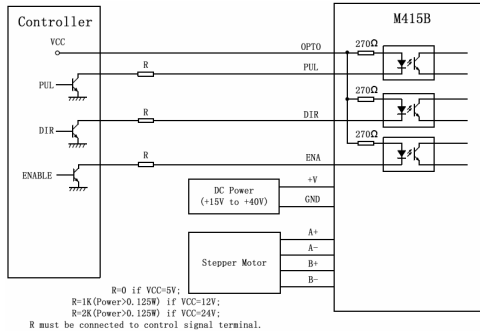 Controller
M415B
VCC
OPTO
270Ω
R
PUL
PUL
270Ω
R
DIR
DIR
270Ω
R
ENA
ENABLE
DC Power
(+15V to +40V)
+V
GND
Stepper Motor
A+
A-
B+
B-
R=0 if VCC=5V;
R=1K(Power>0.125W) if VCC=12V;
R=2K(Power>0.125W) if VCC=24V;
R must be connected to control signal terminal.